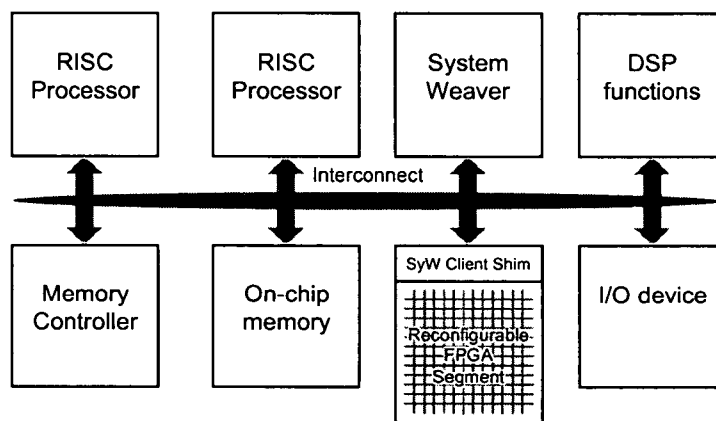 RISC
Processor
RISC
Processor
System
Weaver
DSP
functions
Interconnect
Memory
Controller
On-chip
memory
SyW Client Shim
Reconfigurable
FPGA
Segment
I/O device